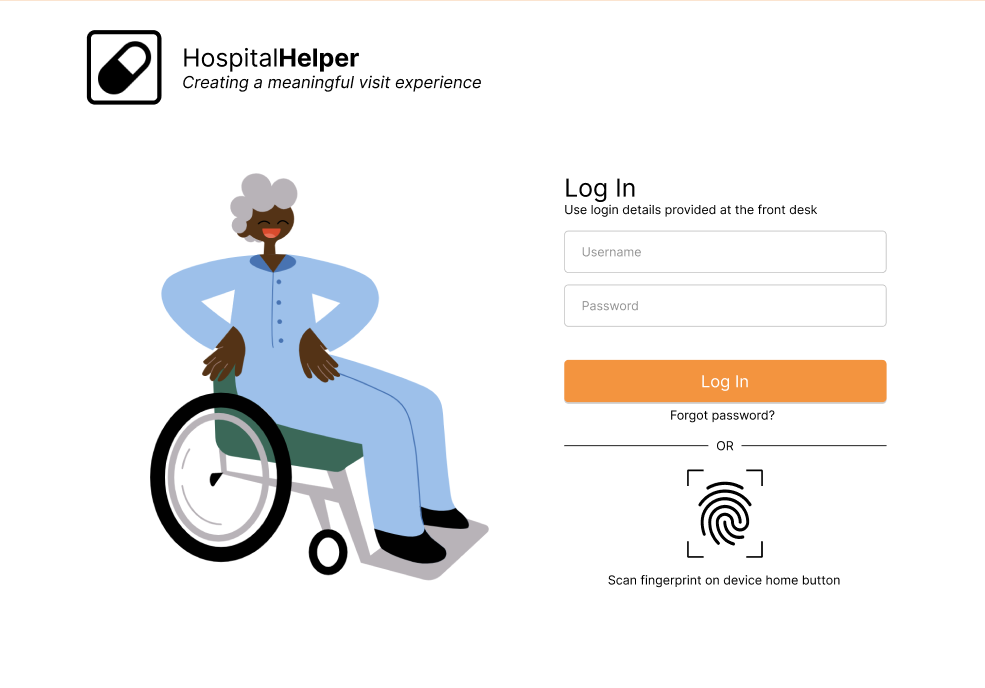 HospitalHelper
Creating a meaningful visit experience
Log In
Use login details provided at the front desk
Username
Password
Log In
Forgot password?
OR
Scan fingerprint on device home button